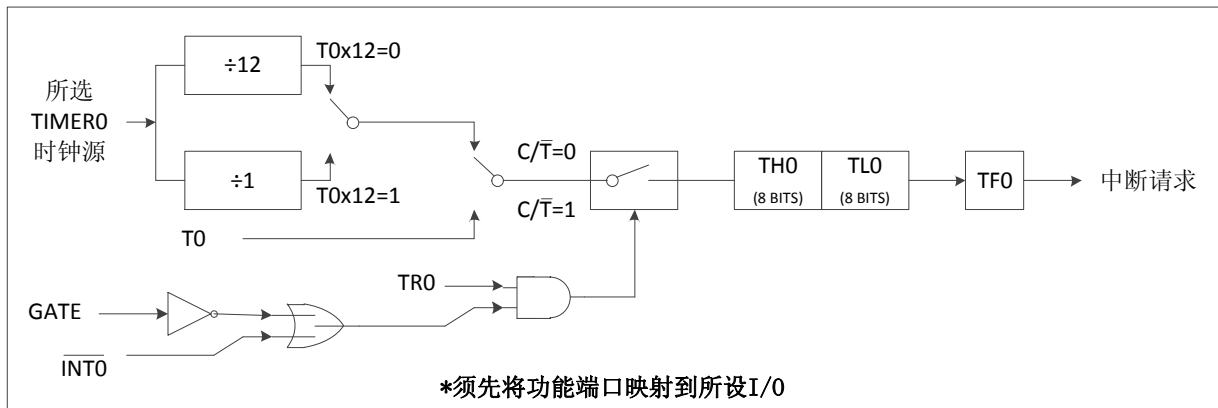 ÷12
T0x12=0
所选
TIMER0
时钟源
÷1
T0x12=1
T0
C/T̅=0
C/T̅=1
TH0
(8 BITS)
TL0
(8 BITS)
TF0
中断请求
TR0
GATE
I̅N̅T̅0̅
*须先将功能端口映射到所设I/O